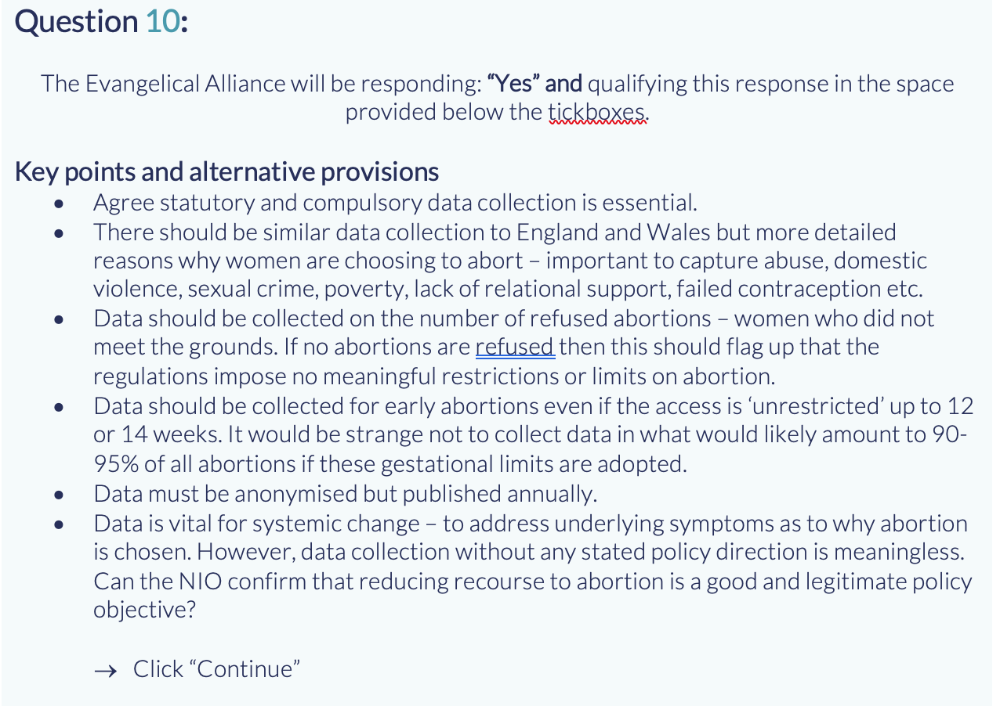 Question 10:
The Evangelical Alliance will be responding: “Yes” and qualifying this response in the space
provided below the tickboxes.
Key points and alternative provisions
• Agree statutory and compulsory data collection is essential.
• There should be similar data collection to England and Wales but more detailed
reasons why women are choosing to abort – important to capture abuse, domestic
violence, sexual crime, poverty, lack of relational support, failed contraception etc.
• Data should be collected on the number of refused abortions – women who did not
meet the grounds. If no abortions are refused then this should flag up that the
regulations impose no meaningful restrictions or limits on abortion.
• Data should be collected for early abortions even if the access is ‘unrestricted’ up to 12
or 14 weeks. It would be strange not to collect data in what would likely amount to 90-
95% of all abortions if these gestational limits are adopted.
• Data must be anonymised but published annually.
• Data is vital for systemic change – to address underlying symptoms as to why abortion
is chosen. However, data collection without any stated policy direction is meaningless.
Can the NIO confirm that reducing recourse to abortion is a good and legitimate policy
objective?
→ Click “Continue”